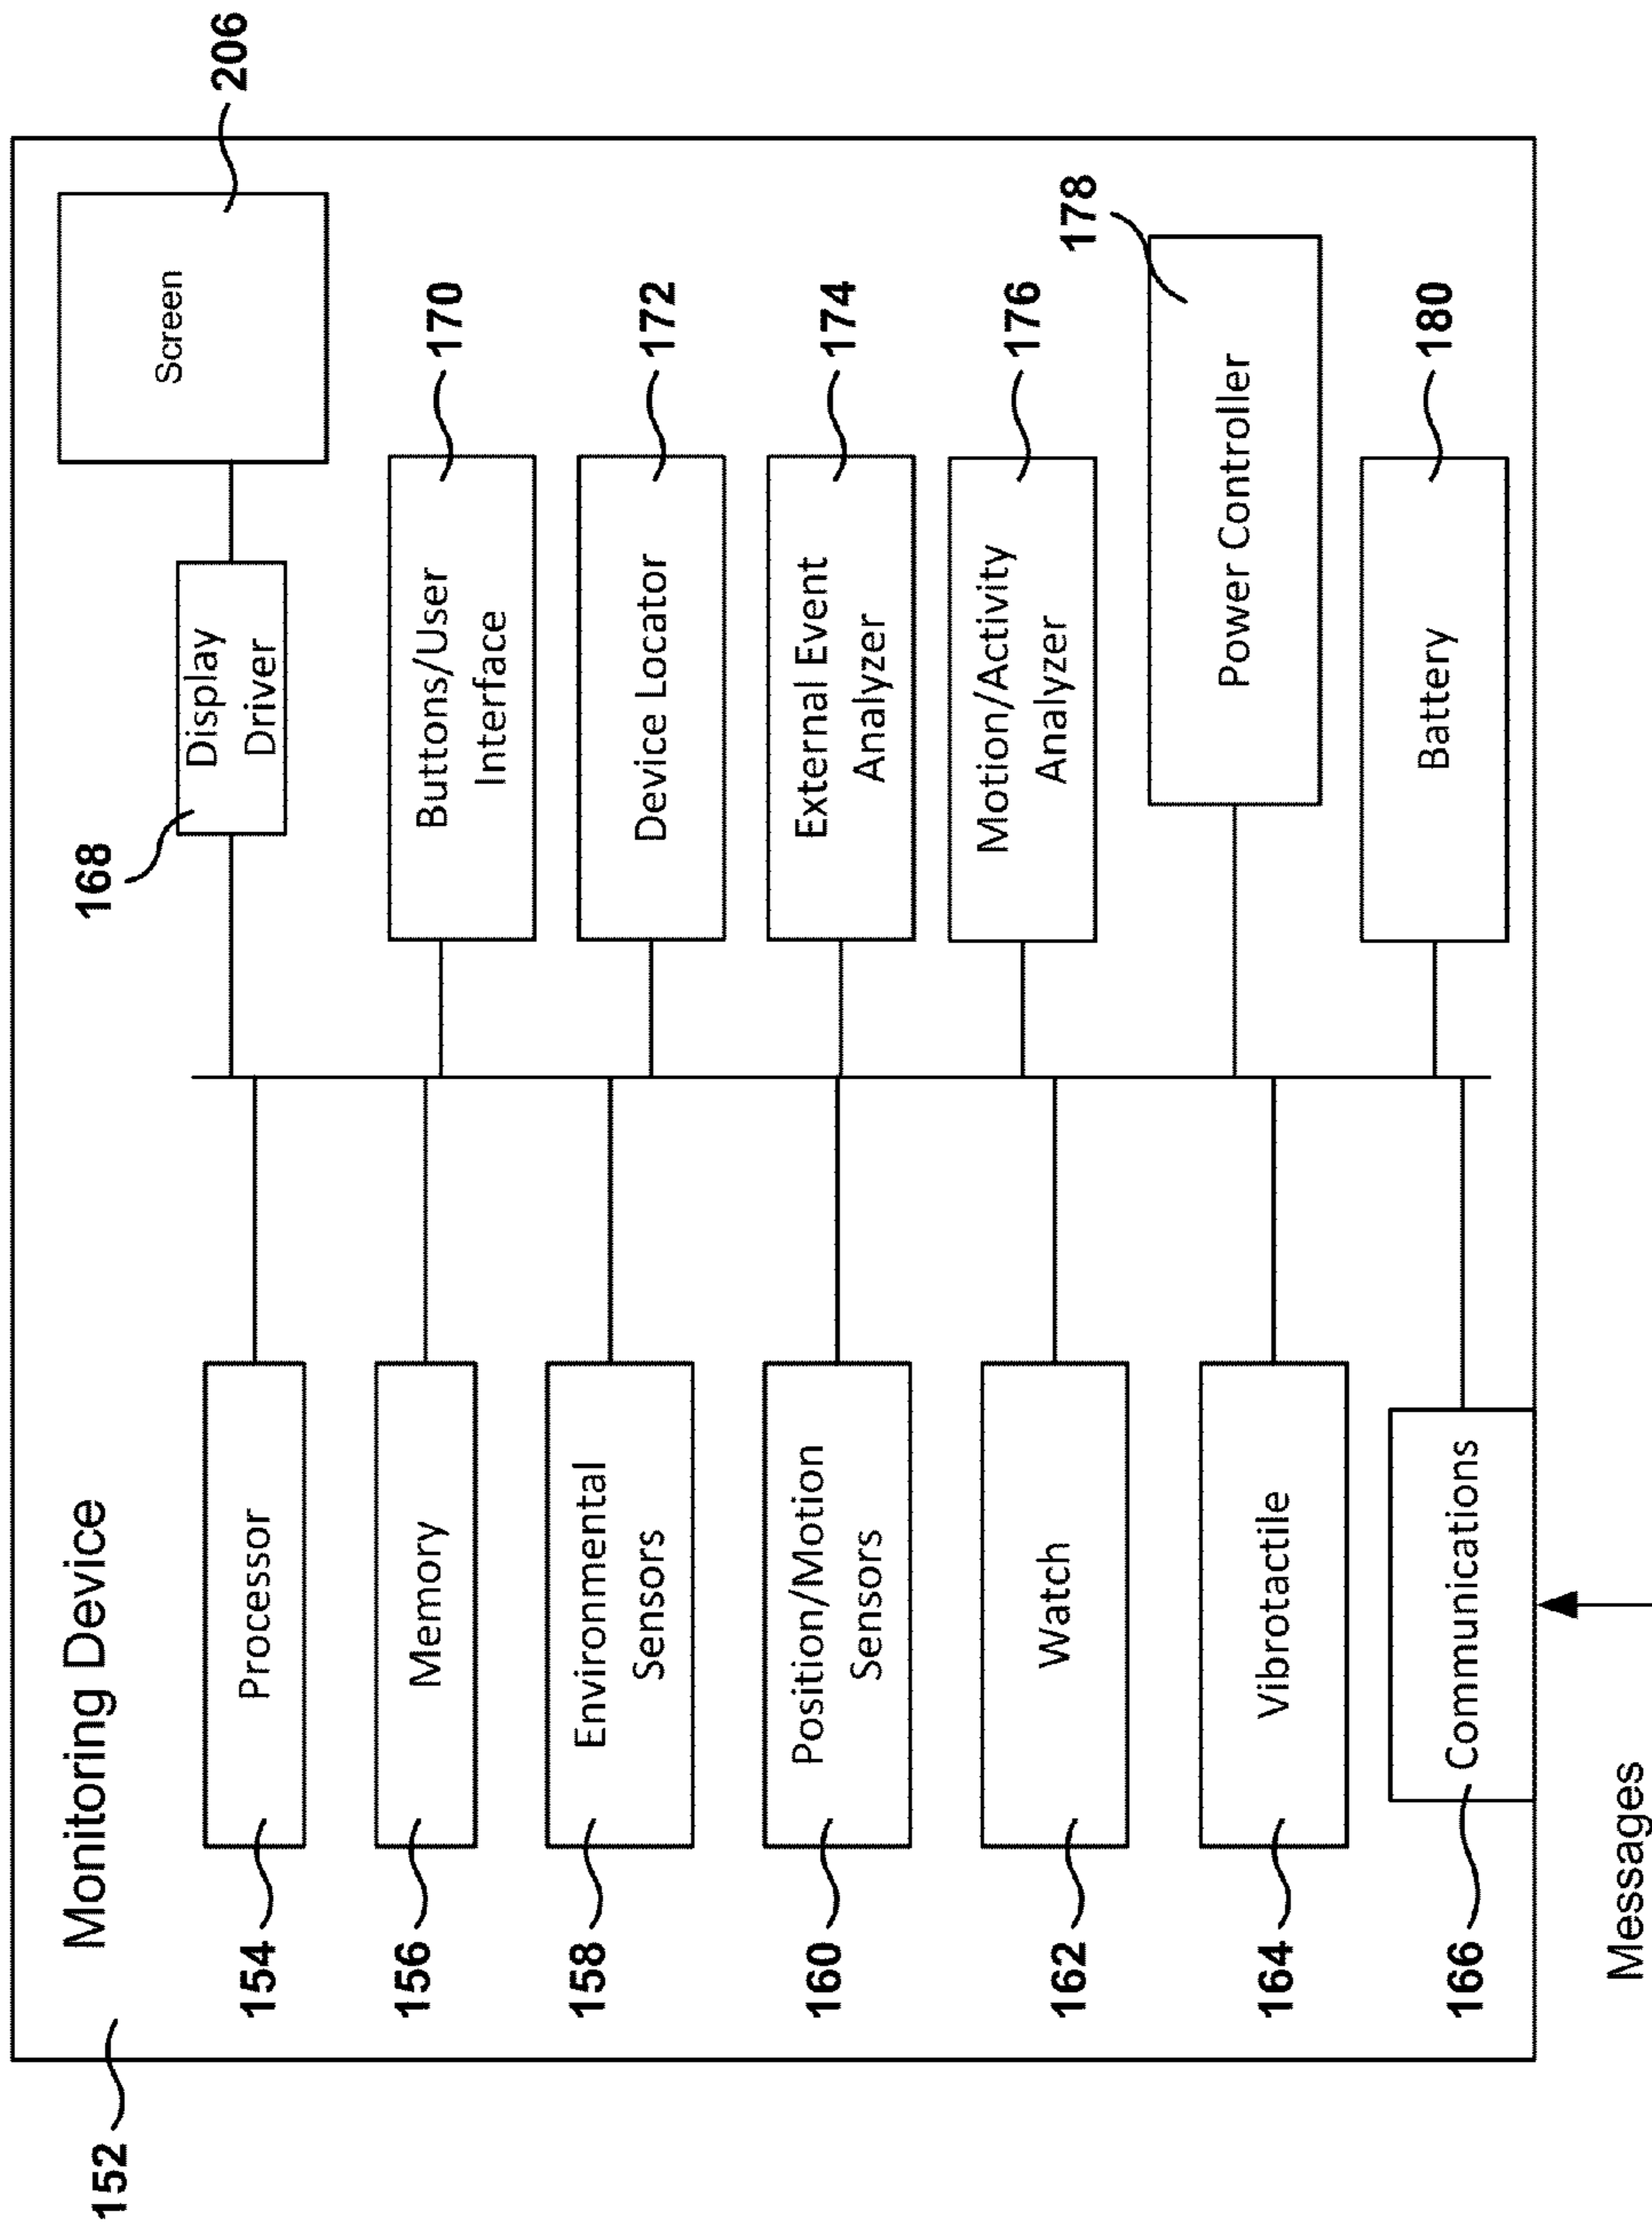 152
Monitoring Device
154
Processor
156
Memory
158
Environmental
Sensors
160
Position/Motion
Sensors
162
Watch
164
Vibrotactile
166
Communications
Messages
168
Display
Driver
Screen
206
Buttons/User
Interface
170
Device Locator
172
External Event
Analyzer
174
Motion/Activity
Analyzer
176
Power Controller
178
Battery
180